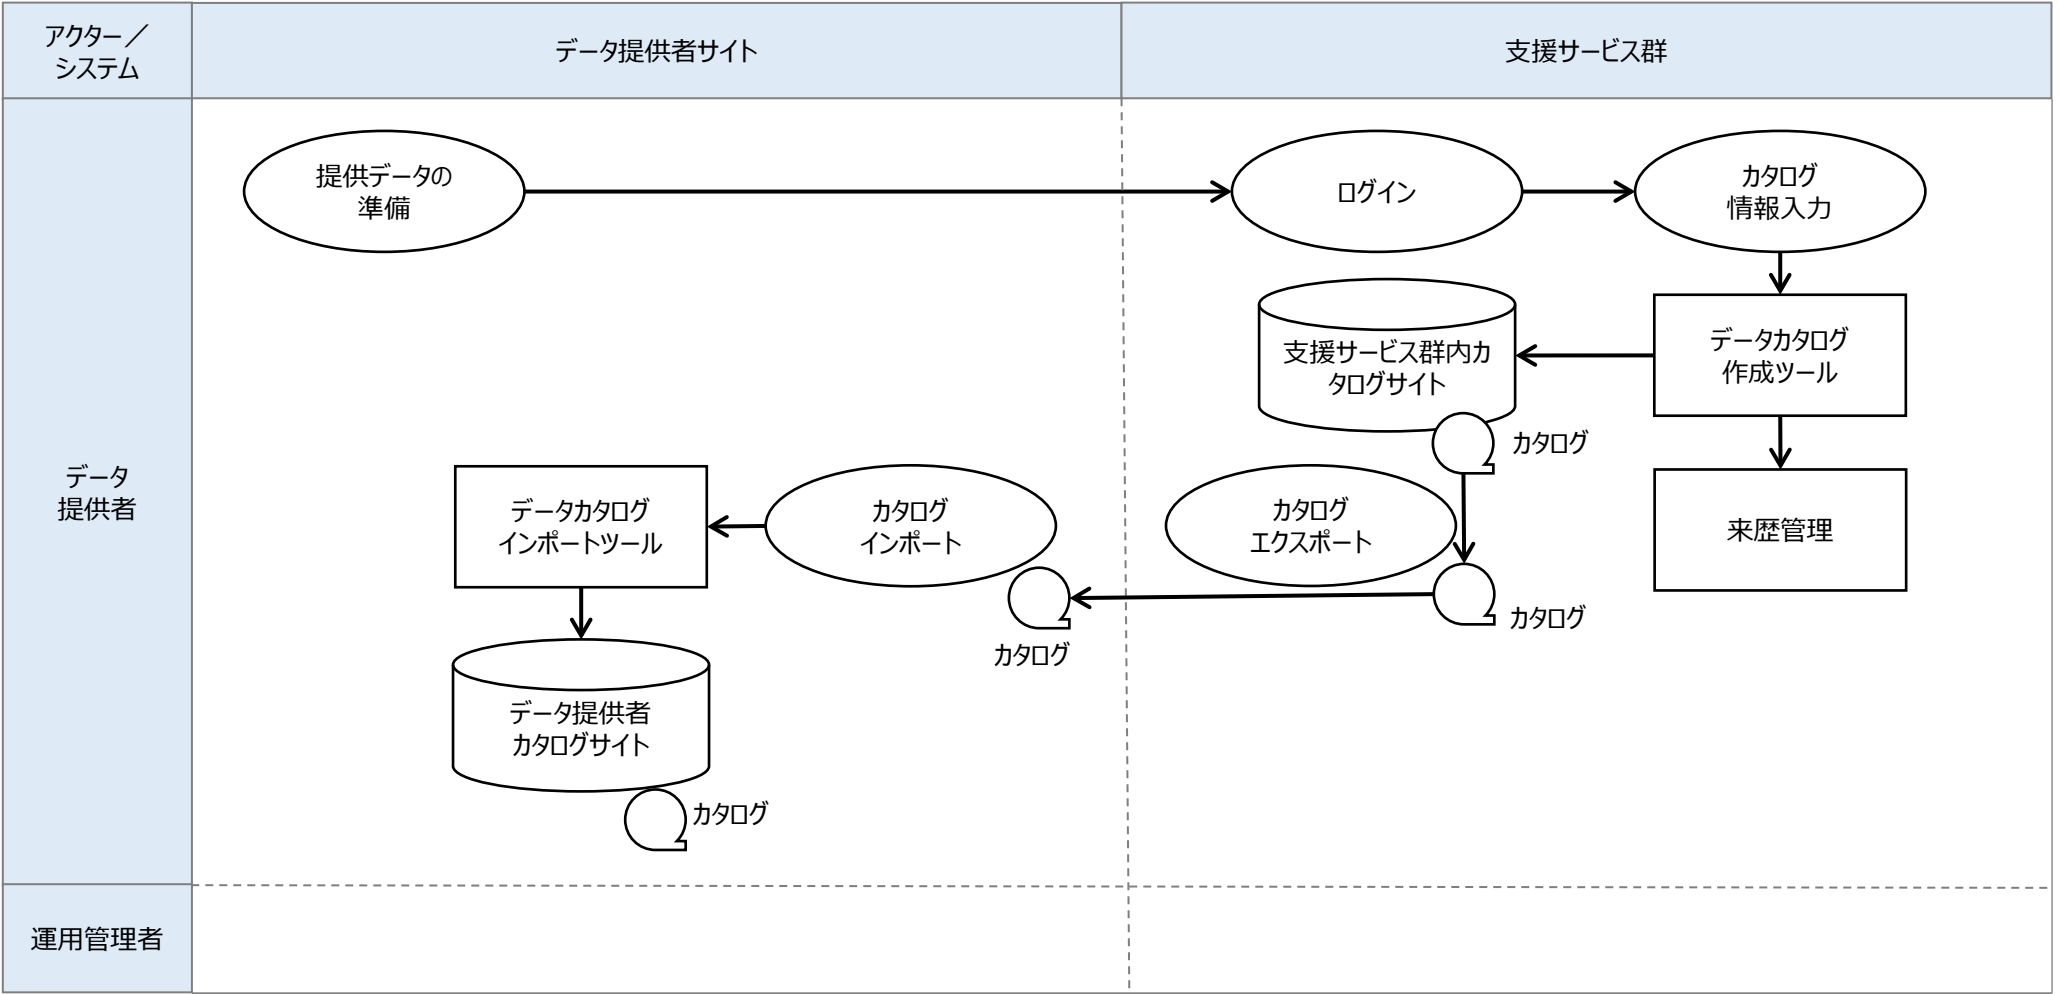 アクター／
システム
データ提供者サイト
支援サービス群
データ
提供者
提供データの
準備
ログイン
カタログ
情報入力
支援サービス群内カ
タログサイト
データカタログ
作成ツール
カタログ
データカタログ
インポートツール
カタログ
インポート
カタログ
エクスポート
来歴管理
カタログ
カタログ
データ提供者
カタログサイト
カタログ
運用管理者